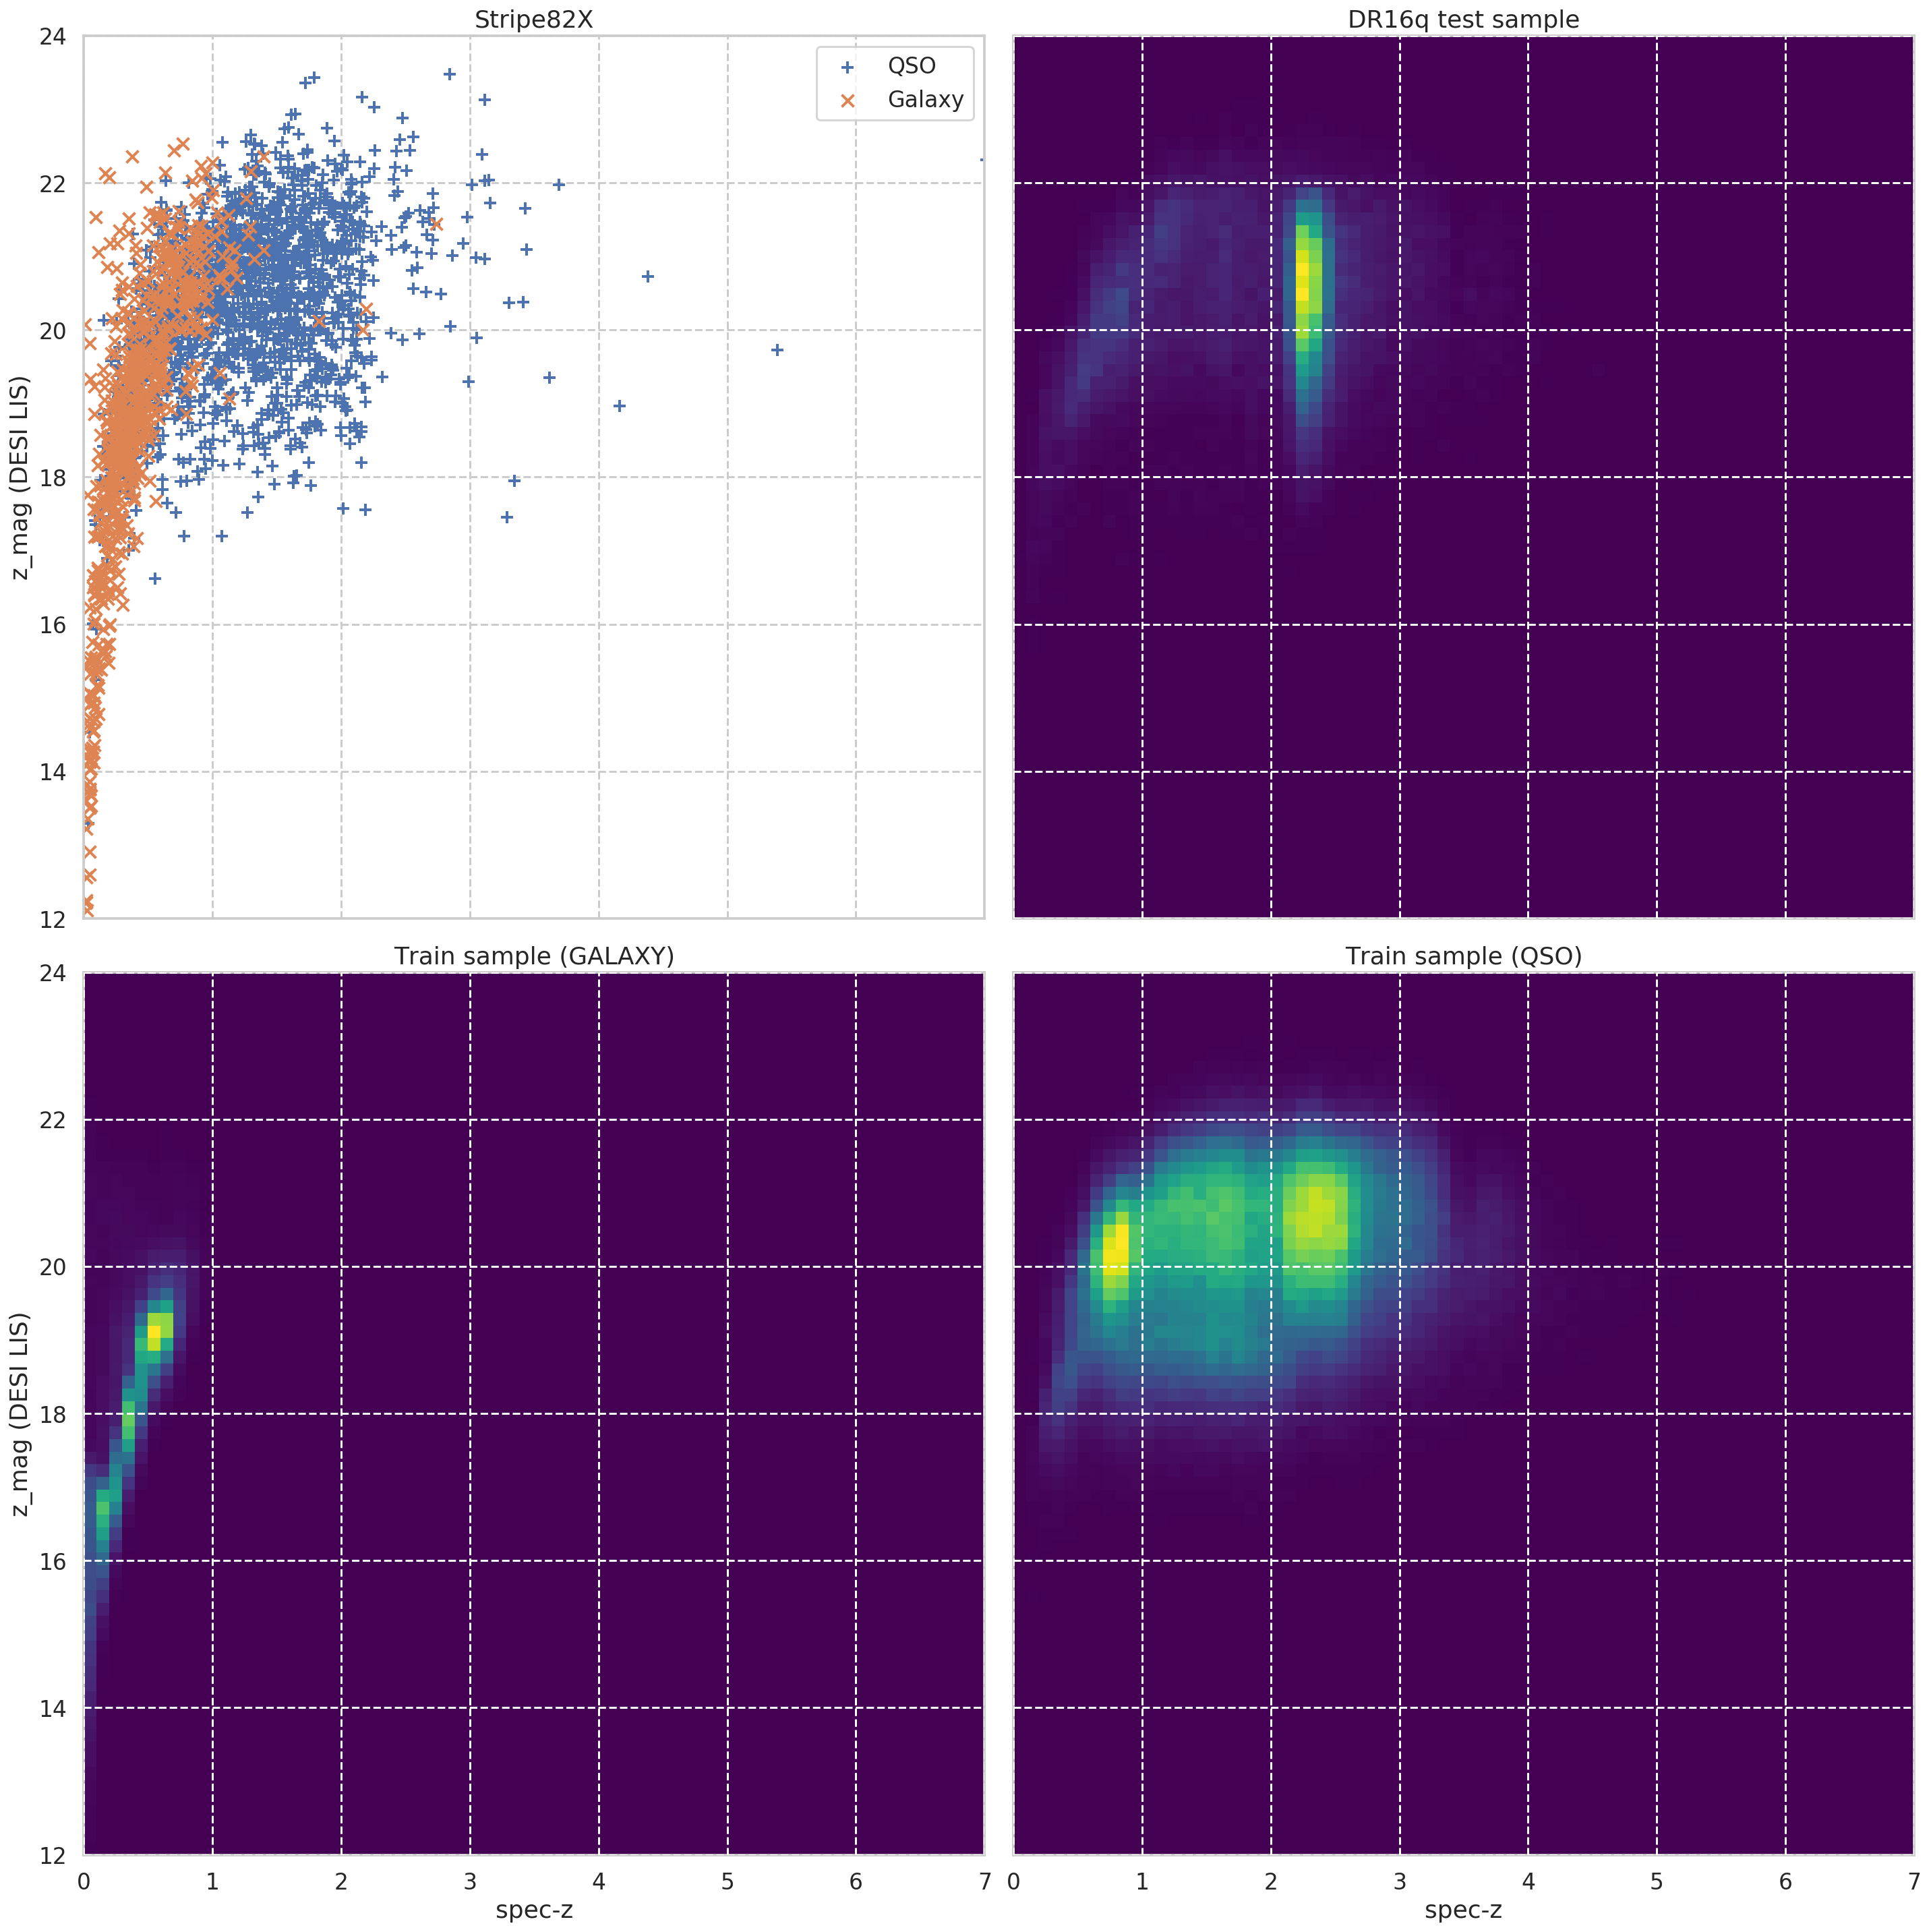 Stripe82X
DR16q test sample
24
22
20
18
16
14
12
z_mag (DESI LIS)
QSO
Galaxy
Train sample (GALAXY)
Train sample (QSO)
24
22
20
18
16
14
12
z_mag (DESI LIS)
0 1 2 3 4 5 6 7
0 1 2 3 4 5 6 7
spec-z
spec-z